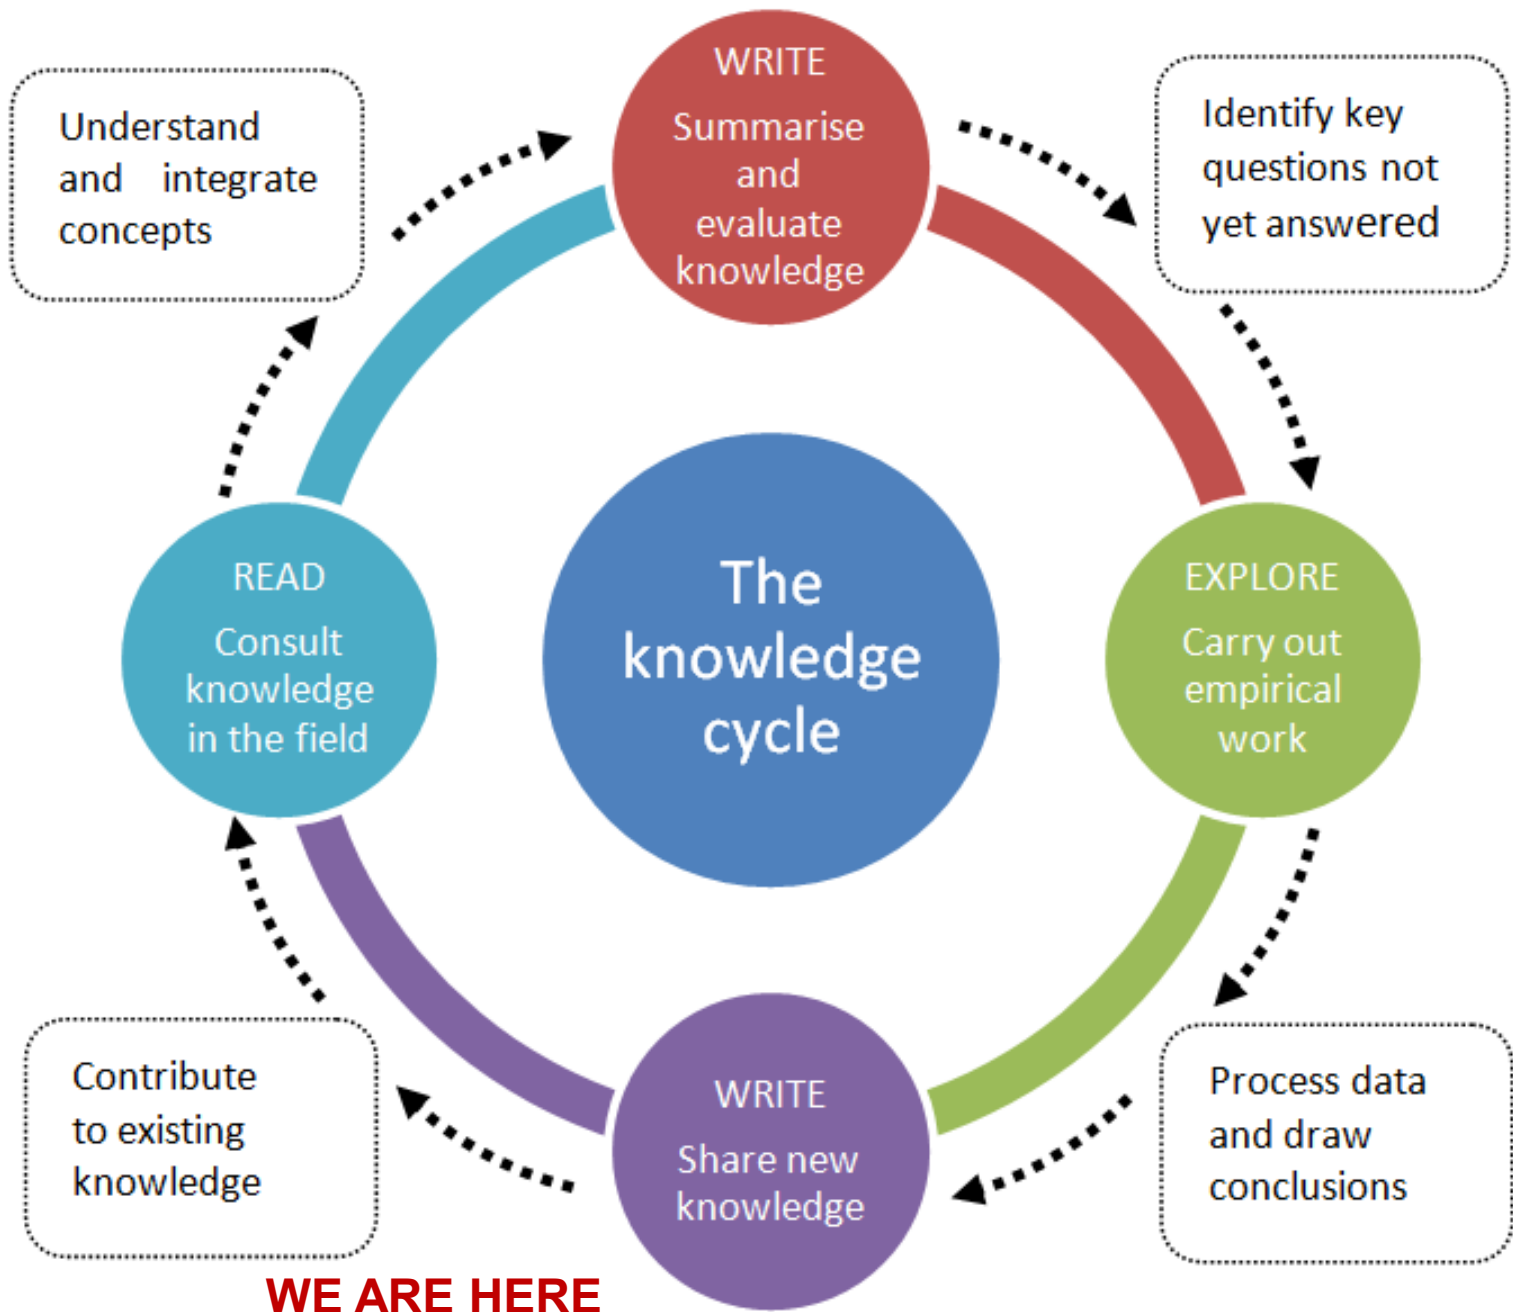 WRITE
Summarise
and
evaluate
knowledge
Identify key
questions not
yet answered
EXPLORE
Carry out
empirical
work
Process data
and draw
conclusions
WRITE
Share new
knowledge
Contribute
to existing
knowledge
READ
Consult
knowledge
in the field
Understand
and integrate
concepts
The
knowledge
cycle
WE ARE HERE